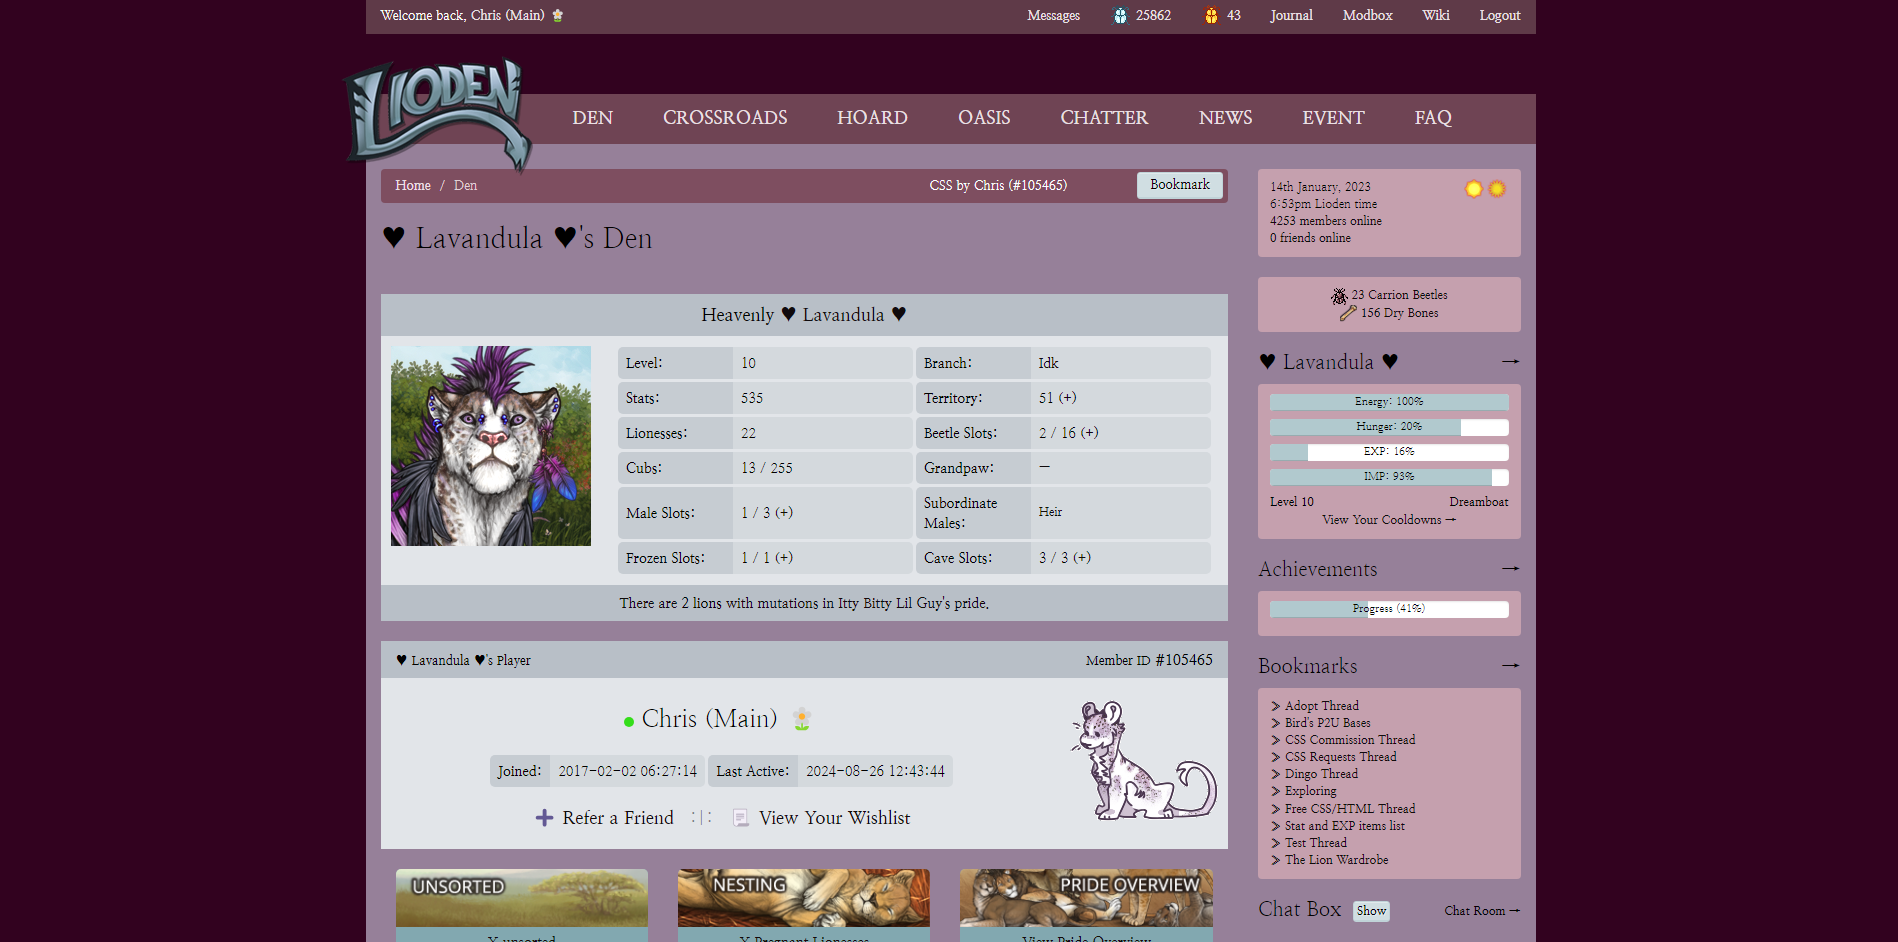 Welcome back, Chris (Main)
Messages 25862 43 Journal Modbox Wiki Logout
LIODEN
DEN CROSSROADS HOARD OASIS CHATTER NEWS EVENT FAQ
Home / Den
CSS by Chris (#105465)
Bookmark
♥ Lavandula ♥'s Den
Heavenly ♥ Lavandula ♥
Level: 10 Branch: Idk
Stats: 535 Territory: 51 (+)
Lionesses: 22 Beetle Slots: 2 / 16 (+)
Cubs: 13 / 255 Grandpaw: —
Male Slots: 1 / 3 (+) Subordinate Males: Heir
Frozen Slots: 1 / 1 (+) Cave Slots: 3 / 3 (+)
There are 2 lions with mutations in Itty Bitty Lil Guy's pride.
♥ Lavandula ♥'s Player Member ID #105465
Chris (Main)
Joined: 2017-02-02 06:27:14 Last Active: 2024-08-26 12:43:44
Refer a Friend :|: View Your Wishlist
UNSORTED NESTING PRIDE OVERVIEW
X unsorted X Pregnant Lionesses View Pride Overview
14th January, 2023
6:53pm Lioden time
4253 members online
0 friends online
23 Carrion Beetles
156 Dry Bones
♥ Lavandula ♥ →
Energy: 100%
Hunger: 20%
EXP: 16%
IMP: 93%
Level 10 Dreamboat
View Your Cooldowns →
Achievements →
Progress (41%)
Bookmarks →
Adopt Thread
Bird's P2U Bases
CSS Commission Thread
CSS Requests Thread
Dingo Thread
Exploring
Free CSS/HTML Thread
Stat and EXP items list
Test Thread
The Lion Wardrobe
Chat Box Show Chat Room →